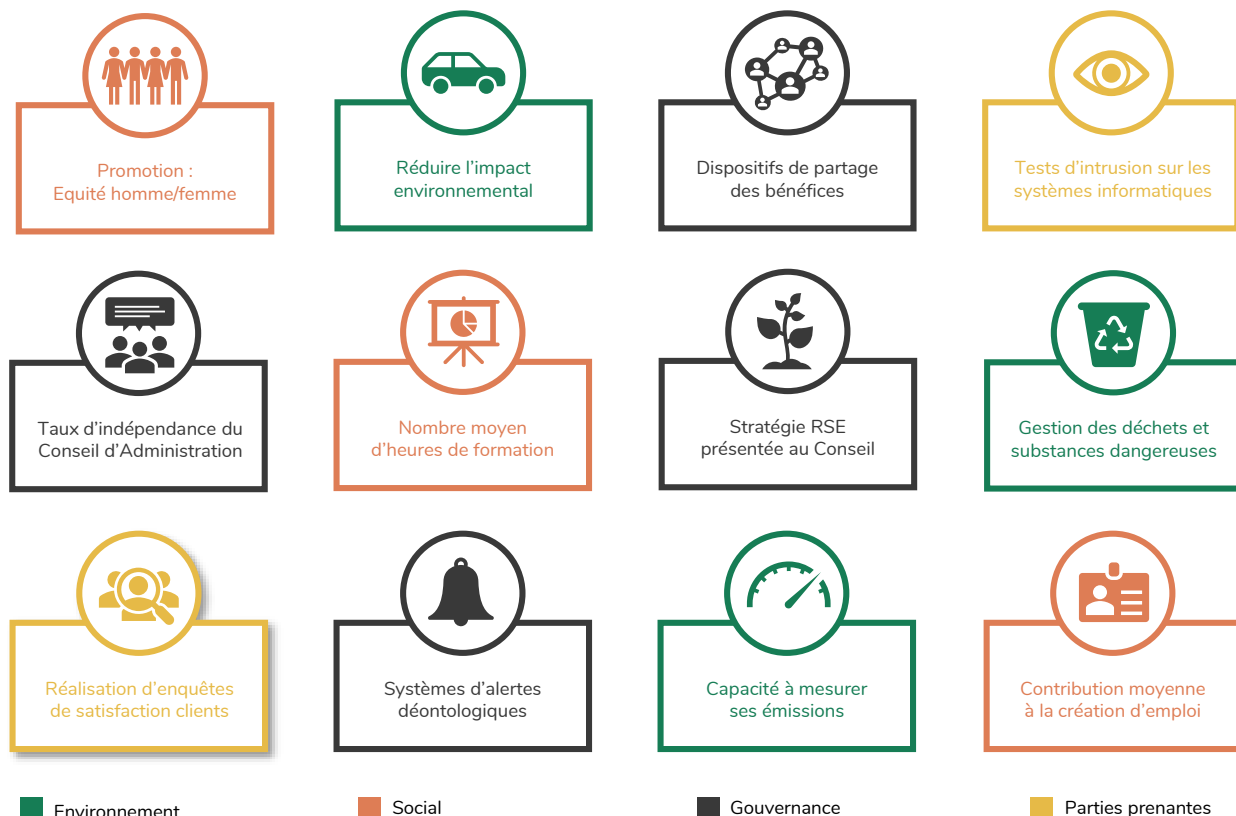 Promotion :
Equité homme/femme
Réduire l’impact
environnemental
Dispositifs de partage
des bénéfices
Tests d’intrusion sur les
systèmes informatiques
Taux d’indépendance du
Conseil d’Administration
Nombre moyen
d’heures de formation
Stratégie RSE
présentée au Conseil
Gestion des déchets et
substances dangereuses
Réalisation d’enquêtes
de satisfaction clients
Systèmes d’alertes
déontologiques
Capacité à mesurer
ses émissions
Contribution moyenne
à la création d’emploi
Environnement
Social
Gouvernance
Parties prenantes